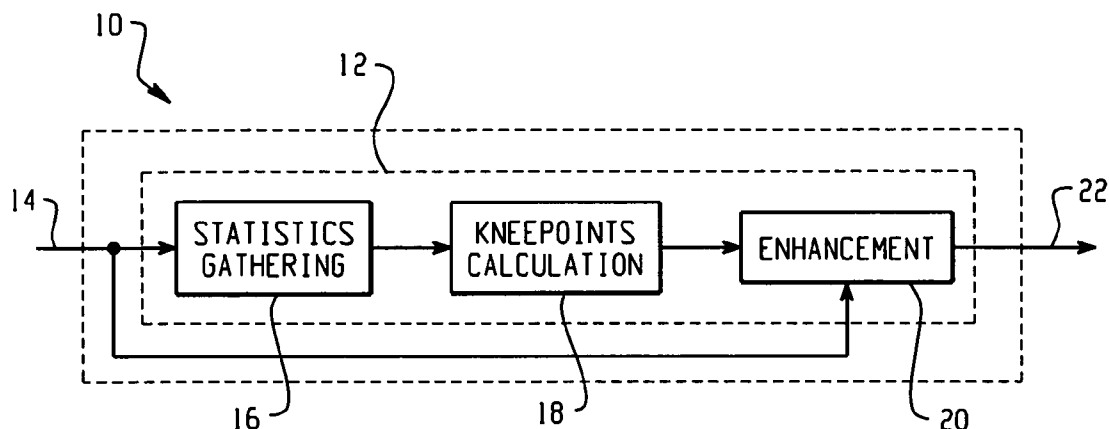 10
12
14
22
STATISTICS
GATHERING
KNEEPOINTS
CALCULATION
ENHANCEMENT
16
18
20